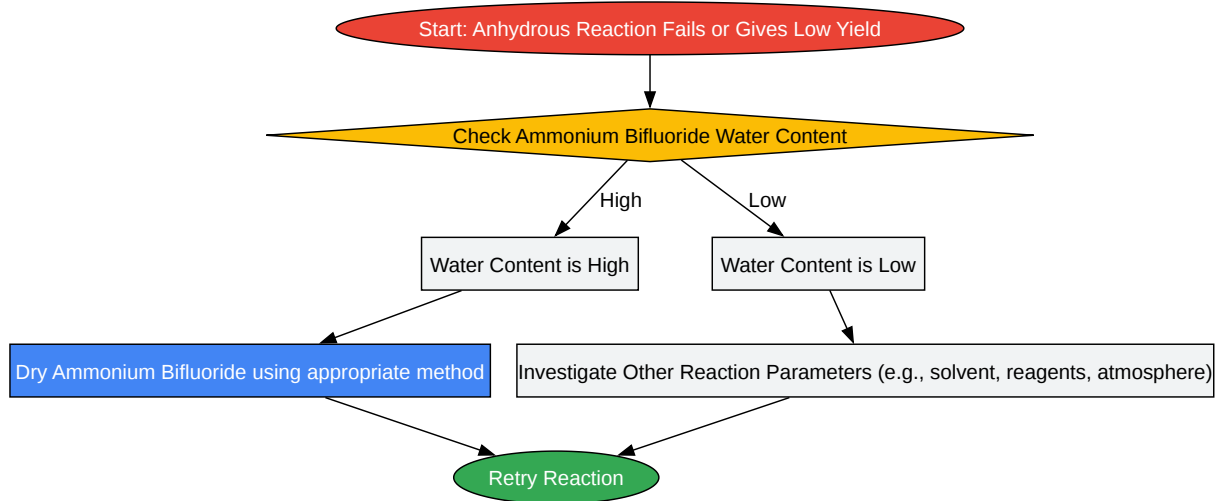 Start: Anhydrous Reaction Fails or Gives Low Yield
Check Ammonium Bifluoride Water Content
High
Low
Water Content is High
Water Content is Low
Dry Ammonium Bifluoride using appropriate method
Investigate Other Reaction Parameters (e.g., solvent, reagents, atmosphere)
Retry Reaction